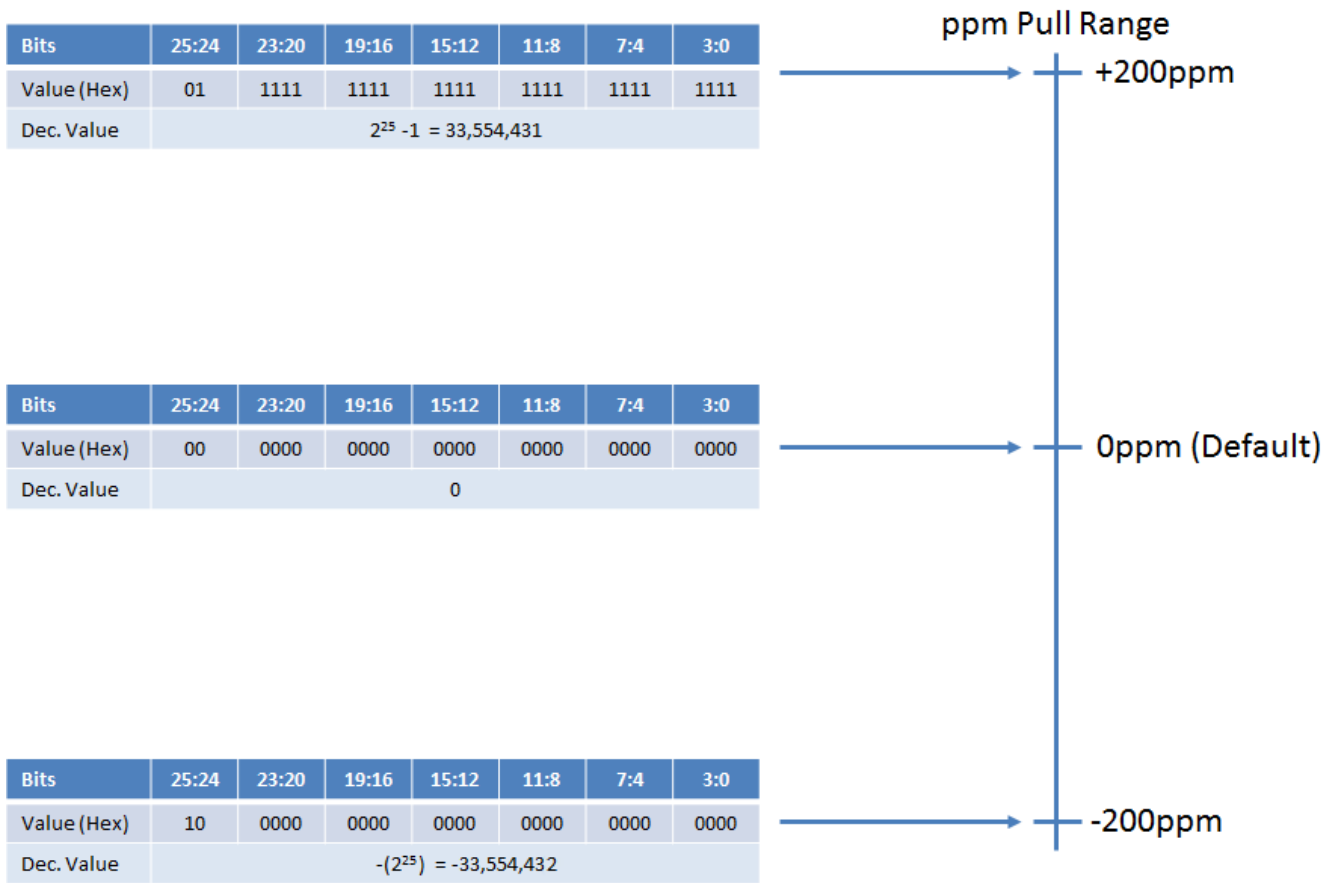 ppm Pull Range
Bits 25:24 23:20 19:16 15:12 11:8 7:4 3:0
Value (Hex) 01 1111 1111 1111 1111 1111 1111
Dec. Value 2²⁵ -1 = 33,554,431
+200ppm
Bits 25:24 23:20 19:16 15:12 11:8 7:4 3:0
Value (Hex) 00 0000 0000 0000 0000 0000 0000
Dec. Value 0
0ppm (Default)
Bits 25:24 23:20 19:16 15:12 11:8 7:4 3:0
Value (Hex) 10 0000 0000 0000 0000 0000 0000
Dec. Value -(2²⁵) = -33,554,432
-200ppm